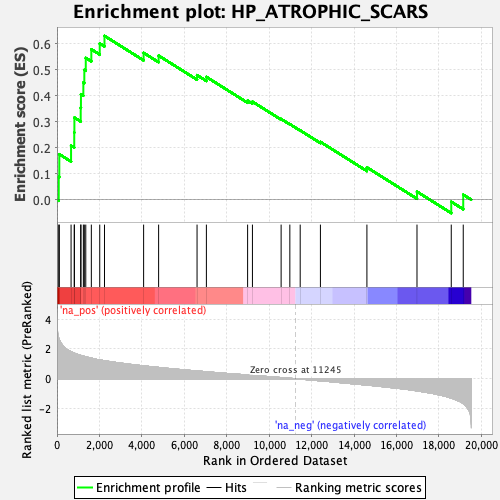 Enrichment plot: HP_ATROPHIC_SCARS
Enrichment score (ES)
0.6
0.5
0.4
0.3
0.2
0.1
0.0
'na_pos' (positively correlated)
Ranked list metric (PreRanked)
4
2
0
-2
Zero cross at 11245
'na_neg' (negatively correlated)
0 2,000 4,000 6,000 8,000 10,000 12,000 14,000 16,000 18,000 20,000
Rank in Ordered Dataset
Enrichment profile Hits Ranking metric scores